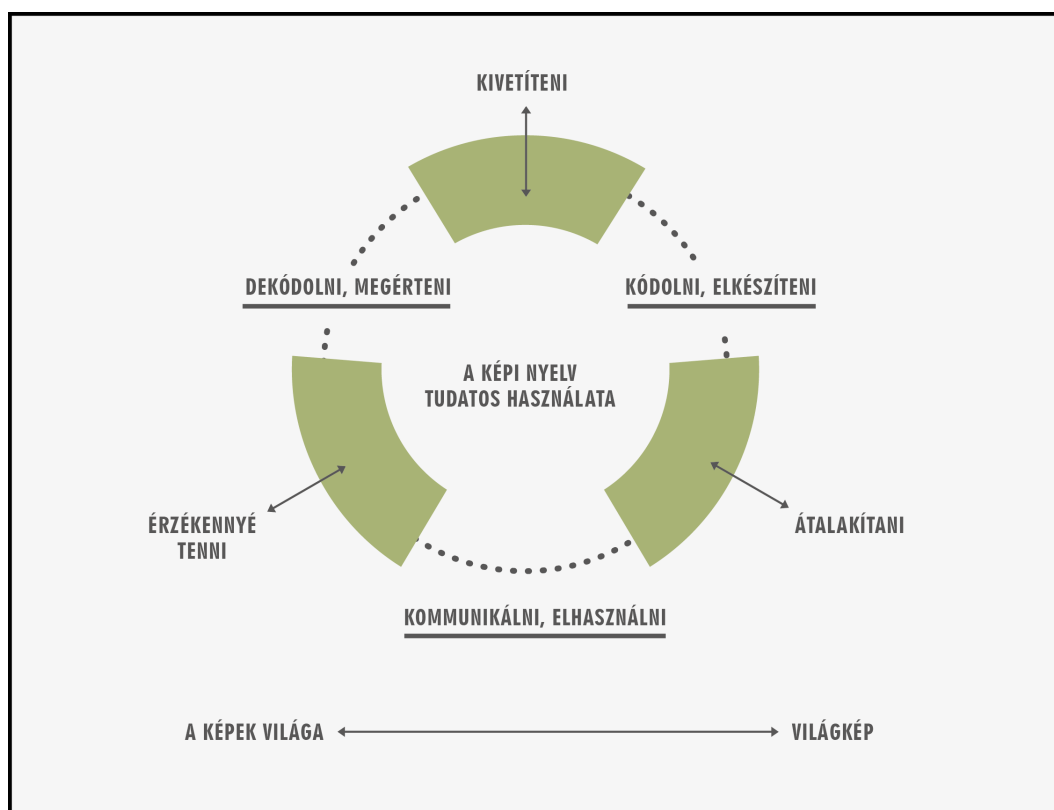 KIVETÍTENI
DEKÓDOLNI, MEGÉRTENI
KÓDOLNI, ELKÉSZÍTENI
A KÉPI NYELV
TUDATOS HASZNÁLATA
ÉRZÉKENNYÉ
TENNI
ÁTALAKÍTANI
KOMMUNIKÁLNI, ELHASZNÁLNI
A KÉPEK VILÁGA
VILÁGKÉP